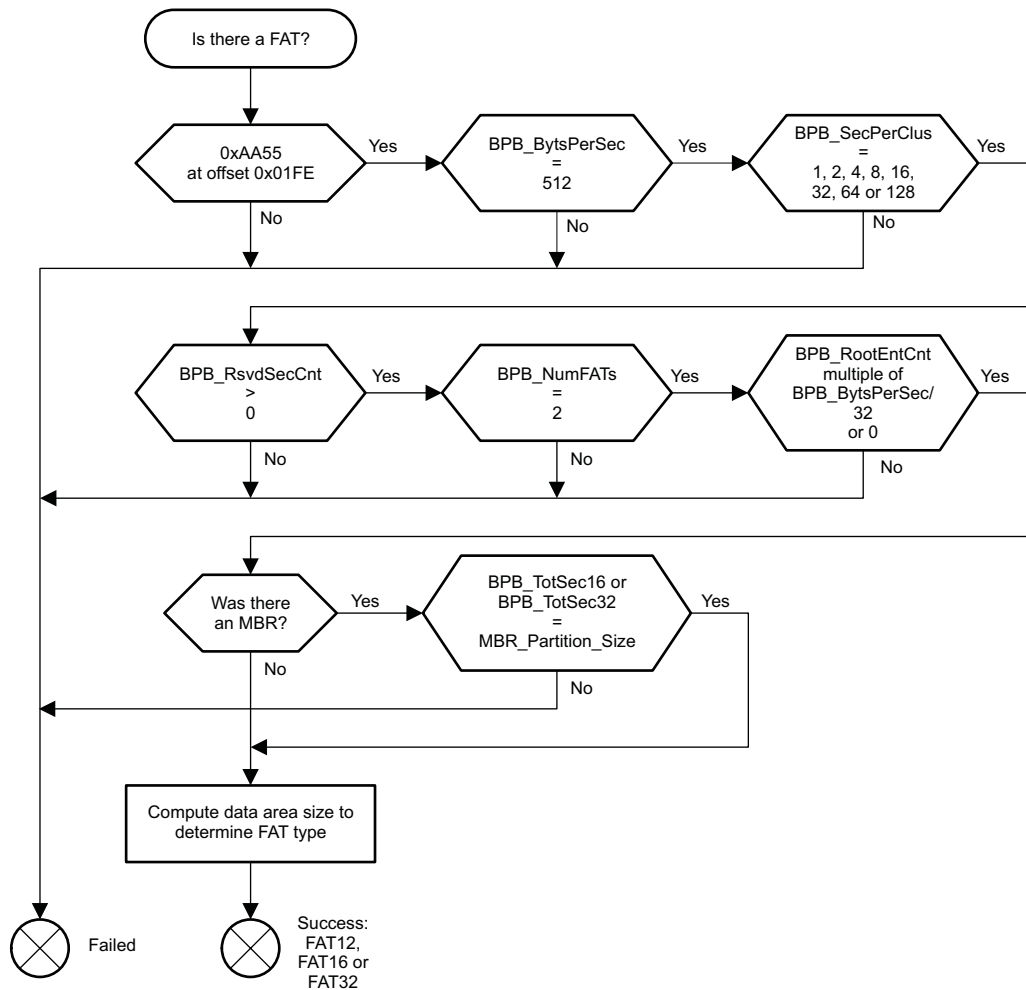 Is there a FAT?
0xAA55
at offset 0x01FE
Yes
No
BPB_BytsPerSec
=
512
Yes
No
BPB_SecPerClus
=
1, 2, 4, 8, 16,
32, 64 or 128
Yes
No
BPB_RsvdSecCnt
>
0
Yes
No
BPB_NumFATs
=
2
Yes
No
BPB_RootEntCnt
multiple of
BPB_BytsPerSec/
32
or 0
Yes
No
Was there
an MBR?
Yes
No
BPB_TotSec16 or
BPB_TotSec32
=
MBR_Partition_Size
Yes
No
Compute data area size to
determine FAT type
Failed
Success:
FAT12,
FAT16 or
FAT32